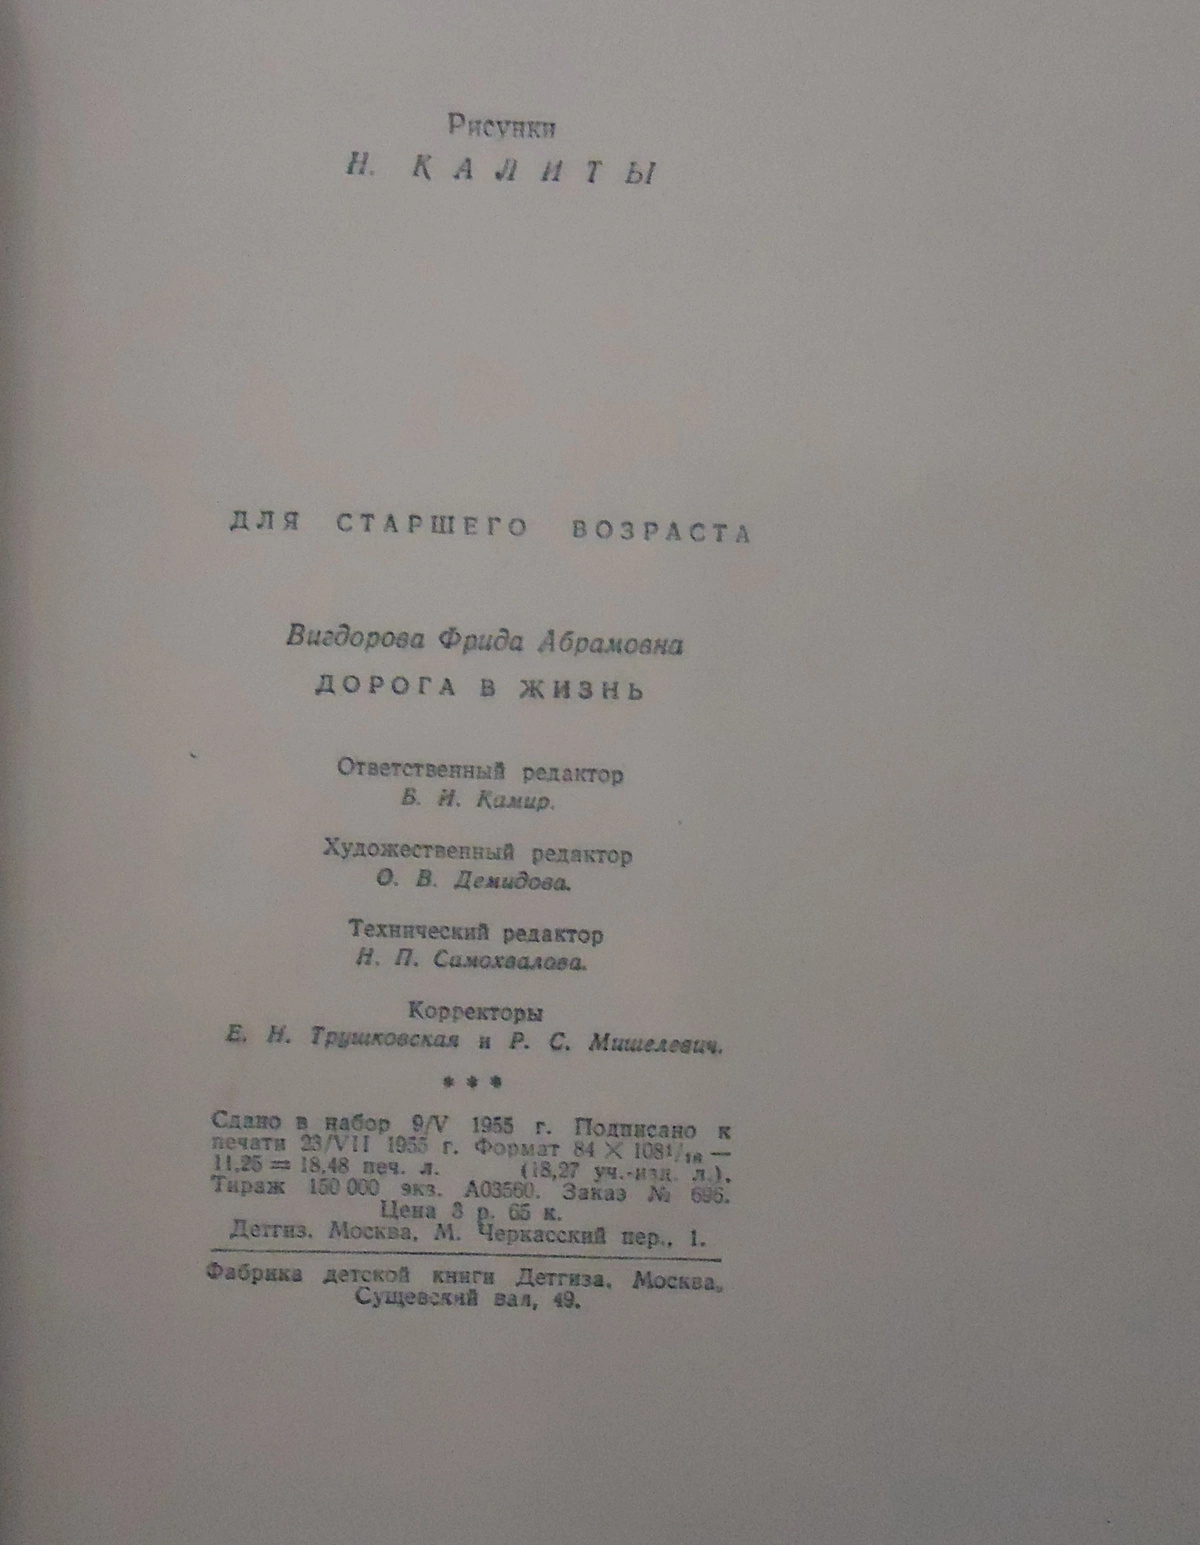 Рисунки
Н. КАЛИТЫ
ДЛЯ СТАРШЕГО ВОЗРАСТА
Вигдорова Фрида Абрамовна
ДОРОГА В ЖИЗНЬ
Ответственный редактор
В. И. Камир.
Художественный редактор
О. В. Демидова.
Технический редактор
Н. П. Самохвалова.
Корректоры
Е. Н. Трушковская и Р. С. Мишелевич.
* * *
Сдано в набор 9/V 1955 г. Подписано к
печати 23/VII 1955 г. Формат 84 × 108 1/16 —
11,25 = 18,48 печ. л. (18,27 уч.-изд. л.).
Тираж 150 000 экз. А03560. Заказ № 696.
Цена 3 р. 65 к.
Детгиз. Москва, М. Черкасский пер., 1.
Фабрика детской книги Детгиза. Москва,
Сущевский вал, 49.